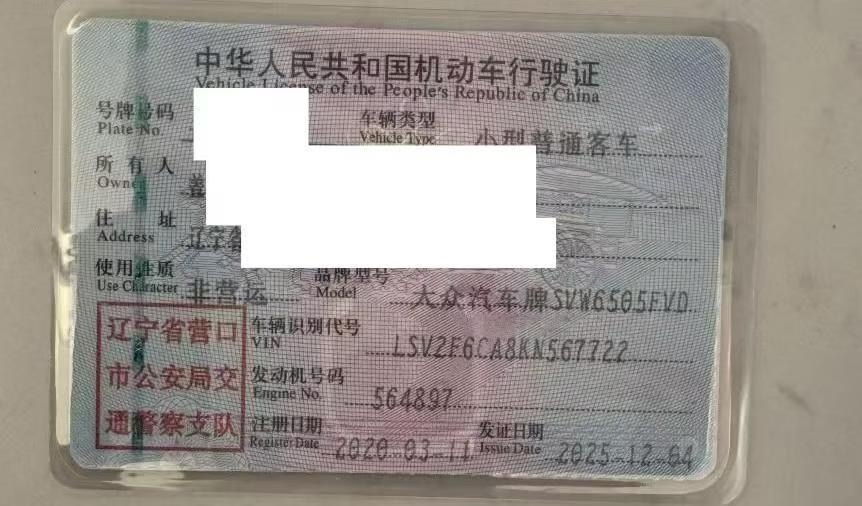 中华人民共和国机动车行驶证
Vehicle License of the People's Republic of China
号牌号码
Plate No.
车辆类型 小型普通客车
Vehicle Type
所有人
Owner
住址 辽宁省
Address
使用性质 非营运
Use Character
品牌型号 大众汽车牌SVW6505FVD
Model
辽宁省营口
市公安局交
通警察支队
车辆识别代号 LSV2F6CA8KN567722
VIN
发动机号码 564897
Engine No.
注册日期 2020-03-11
Register Date
发证日期 2025-12-04
Issue Date